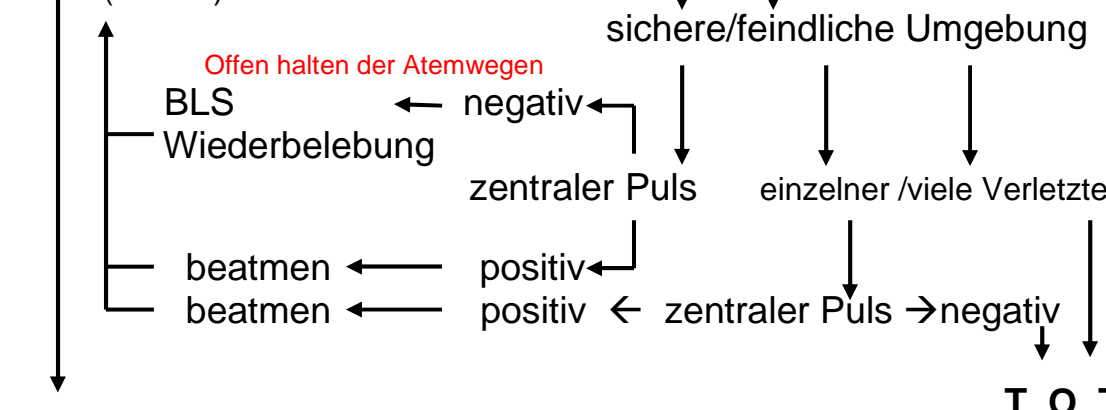 sichere/feindliche Umgebung
Offen halten der Atemwegen
BLS negativ
Wiederbelebung
zentraler Puls einzelner /viele Verletzte
beatmen positiv
beatmen positiv ← zentraler Puls → negativ
T O T